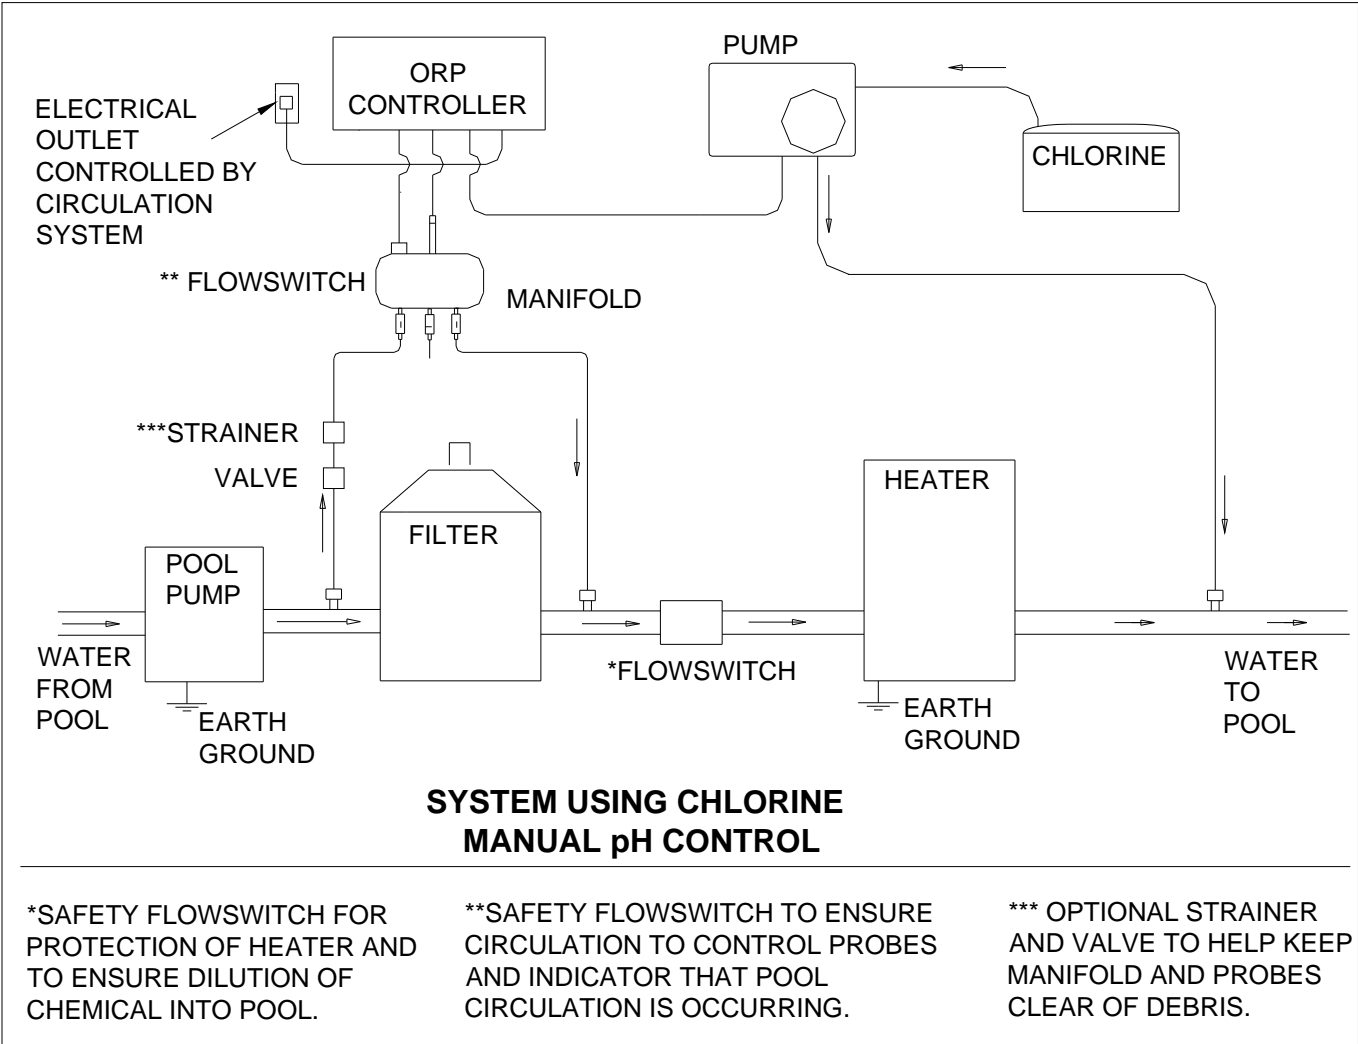 ELECTRICAL
OUTLET
CONTROLLED BY
CIRCULATION
SYSTEM
ORP
CONTROLLER
PUMP
CHLORINE
** FLOWSWITCH
MANIFOLD
***STRAINER
VALVE
POOL
PUMP
FILTER
HEATER
WATER
FROM
POOL
EARTH
GROUND
*FLOWSWITCH
EARTH
GROUND
WATER
TO
POOL
SYSTEM USING CHLORINE
MANUAL pH CONTROL
*SAFETY FLOWSWITCH FOR
PROTECTION OF HEATER AND
TO ENSURE DILUTION OF
CHEMICAL INTO POOL.
**SAFETY FLOWSWITCH TO ENSURE
CIRCULATION TO CONTROL PROBES
AND INDICATOR THAT POOL
CIRCULATION IS OCCURRING.
*** OPTIONAL STRAINER
AND VALVE TO HELP KEEP
MANIFOLD AND PROBES
CLEAR OF DEBRIS.